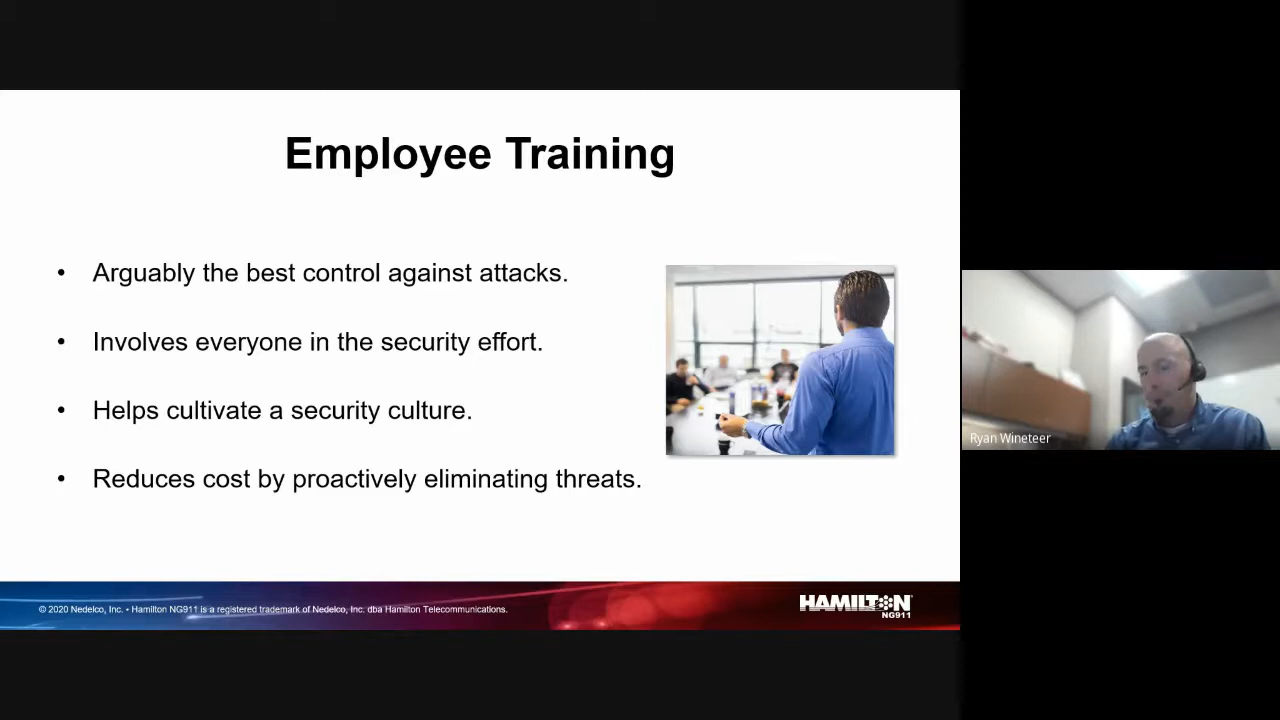 Employee Training
• Arguably the best control against attacks.
• Involves everyone in the security effort.
• Helps cultivate a security culture.
• Reduces cost by proactively eliminating threats.
Ryan Wineteer
© 2020 Nedelco, Inc. • Hamilton NG911 is a registered trademark of Nedelco, Inc. dba Hamilton Telecommunications.
HAMILTON
NG911